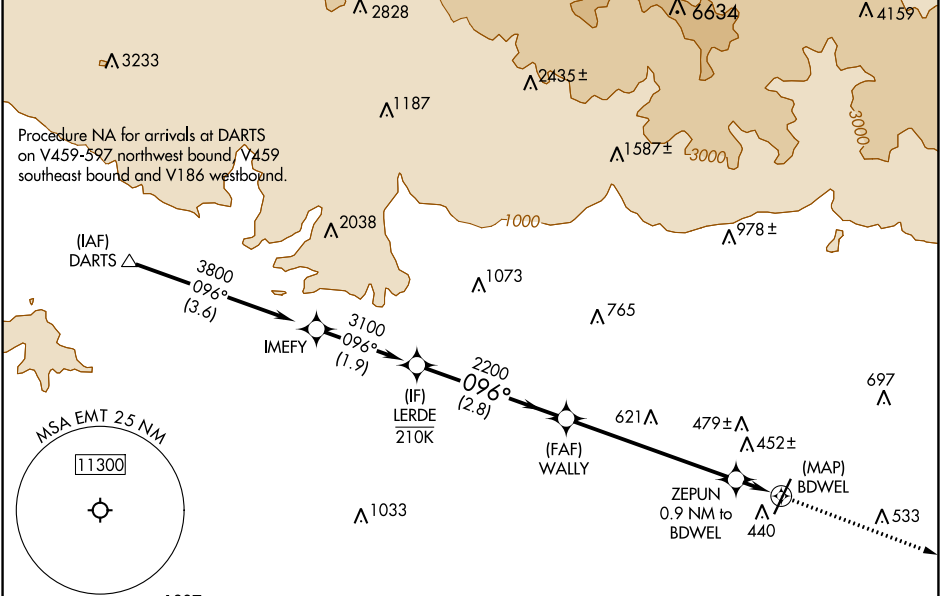 2828
6634
4159
3233
2435±
1187
Procedure NA for arrivals at DARTS
on V459-597 northwest bound, V459
southeast bound and V186 westbound.
1587±
3000
3000
2038
1000
978±
(IAF)
DARTS
3800
096°
(3.6)
1073
765
IMEFY
3100
096°
(1.9)
2200
096°
(2.8)
(IF)
LERDE
210K
697
621
479±
452±
MSA EMT 25 NM
11300
(FAF)
WALLY
(MAP)
BDWEL
ZEPUN
0.9 NM to
BDWEL
440
533
1033